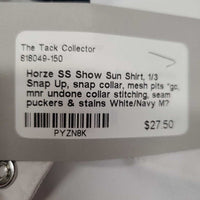 The Tack Collector
S18049-150
Horze SS Show Sun Shirt, 1/3
Snap Up, snap collar, mesh pits *gc,
mnr undone collar stitching, seam
puckers & stains White/Navy M?
PYZN8K
$27.50